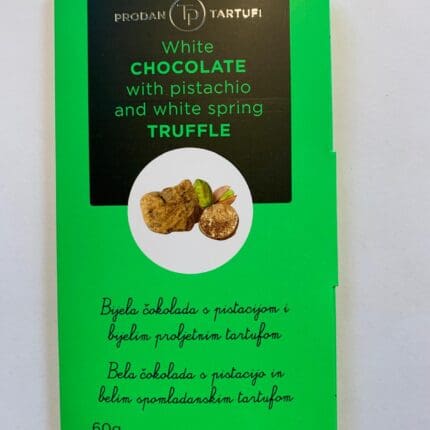 PRODAN TP TARTUFI
White
CHOCOLATE
with pistachio
and white spring
TRUFFLE
Bijela čokolada s pistacijom i
bijelim proljetnim tartufom
Bela čokolada s pistacijo in
belim spomladanskim tartufom
60g